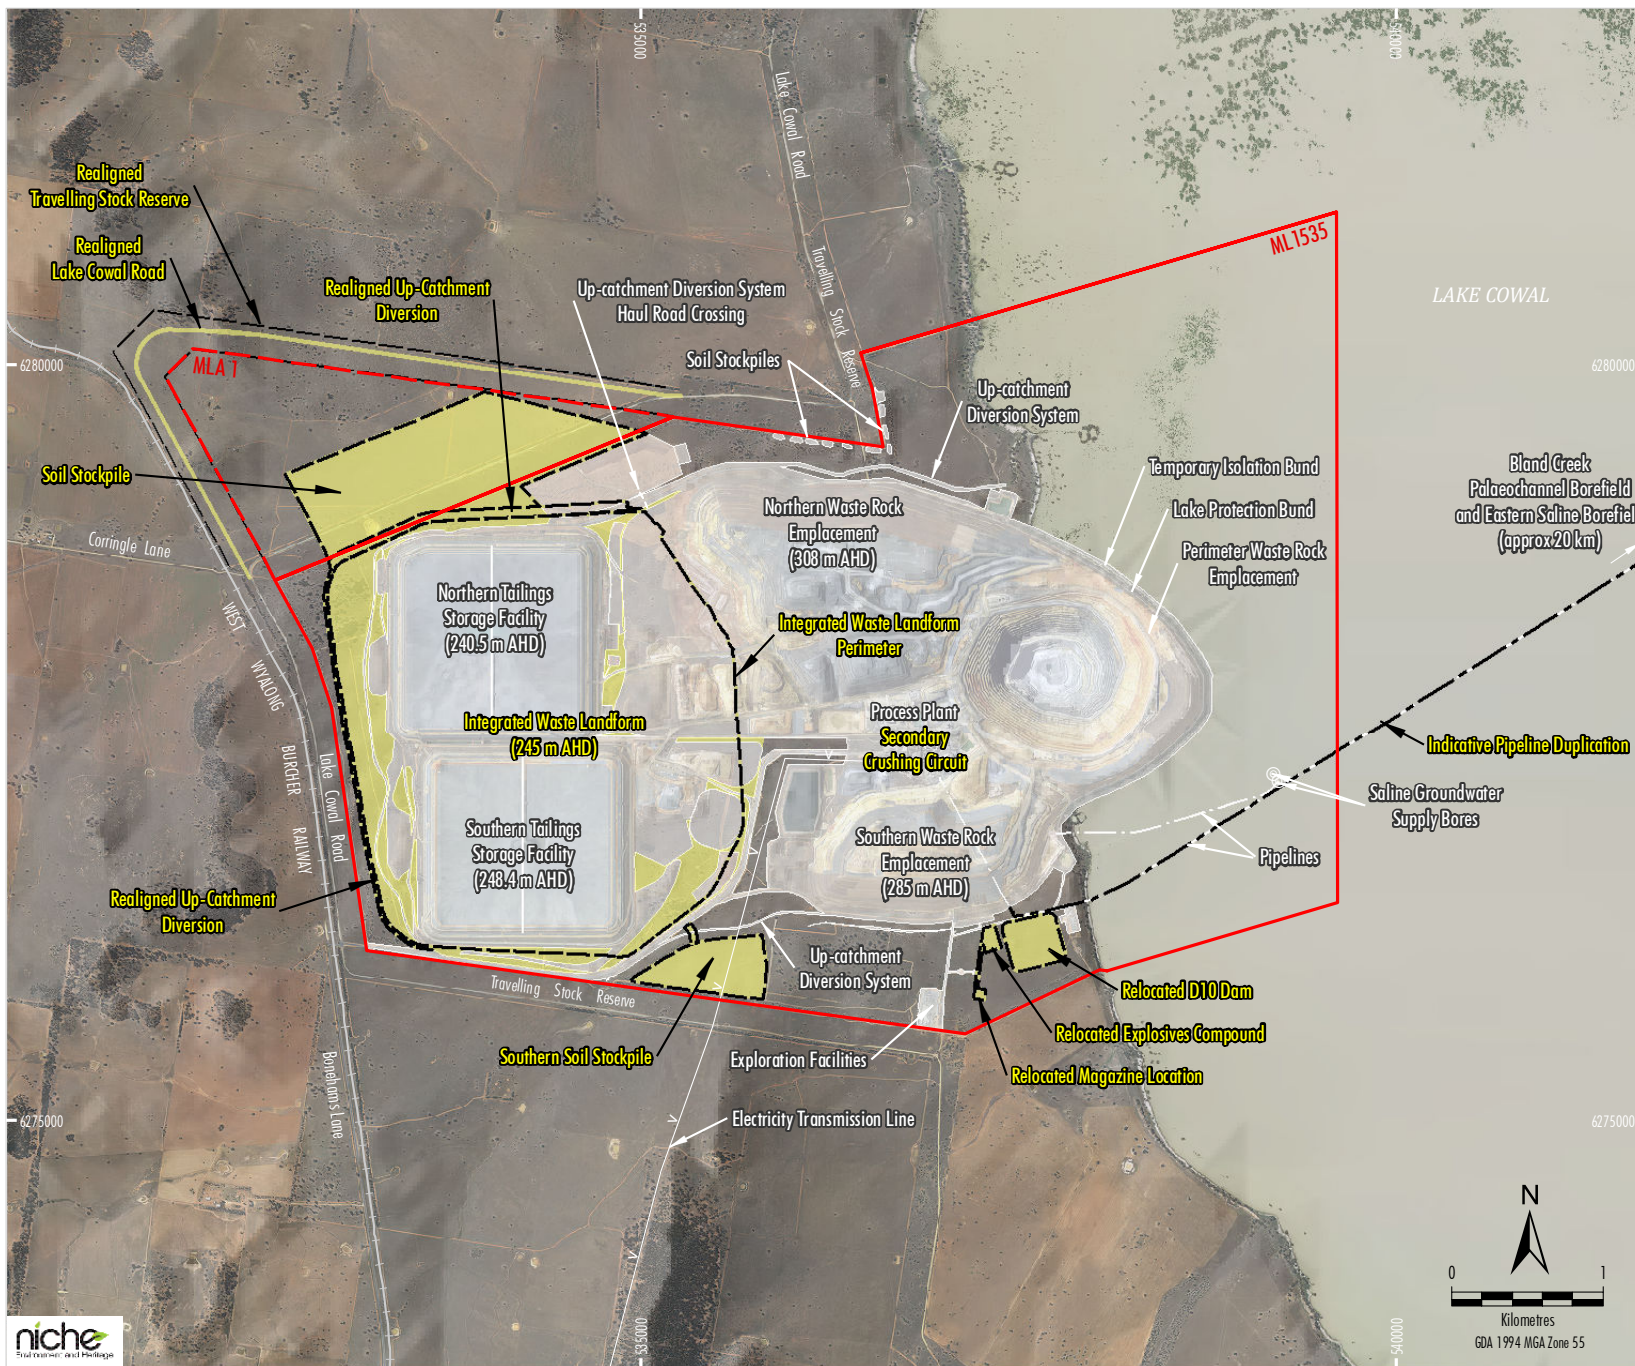 535000
540000
Lake Cowal Road
Realigned
Travelling Stock Reserve
Realigned
Lake Cowal Road
Travelling Stock Reserve
ML1535
LAKE COWAL
Realigned Up-Catchment
Diversion
Up-catchment Diversion System
Haul Road Crossing
6280000
6280000
MLA 1
Soil Stockpiles
Up-catchment
Diversion System
Soil Stockpile
Temporary Isolation Bund
Bland Creek
Palaeochannel Borefield
and Eastern Saline Borefiel
(approx 20 km)
Northern Waste Rock
Emplacement
(308 m AHD)
Lake Protection Bund
Corringle Lane
Perimeter Waste Rock
Emplacement
Northern Tailings
Storage Facility
(240.5 m AHD)
WEST WYALONG BURCHER RAILWAY
Integrated Waste Landform
Perimeter
Integrated Waste Landform
(245 m AHD)
Process Plant
Secondary
Crushing Circuit
Indicative Pipeline Duplication
Lake Cowal Road
Saline Groundwater
Supply Bores
Southern Tailings
Storage Facility
(248.4 m AHD)
Southern Waste Rock
Emplacement
(285 m AHD)
Pipelines
Realigned Up-Catchment
Diversion
Up-catchment
Diversion System
Travelling Stock Reserve
Relocated D10 Dam
Relocated Explosives Compound
Southern Soil Stockpile
Exploration Facilities
Relocated Magazine Location
Bonehams Lane
6275000
Electricity Transmission Line
6275000
N
0 1
Kilometres
GDA 1994 MGA Zone 55
535000
540000
niche
Environment and Heritage